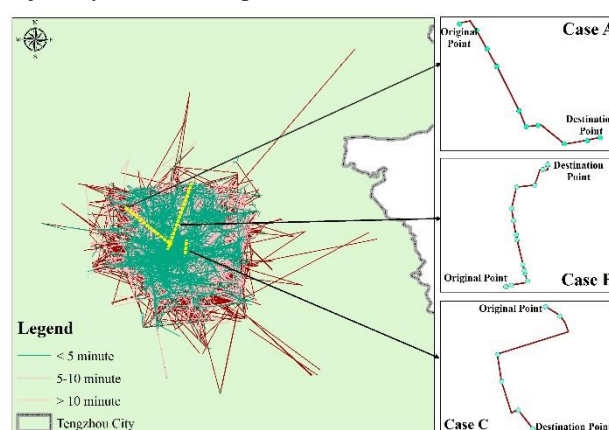 N
W
E
S
Original
Point
Case A
Destination
Point
Destination
Point
Original Point
Case B
Original Point
Case C
Destination Point
Legend
< 5 minute
5-10 minute
> 10 minute
Tengzhou City